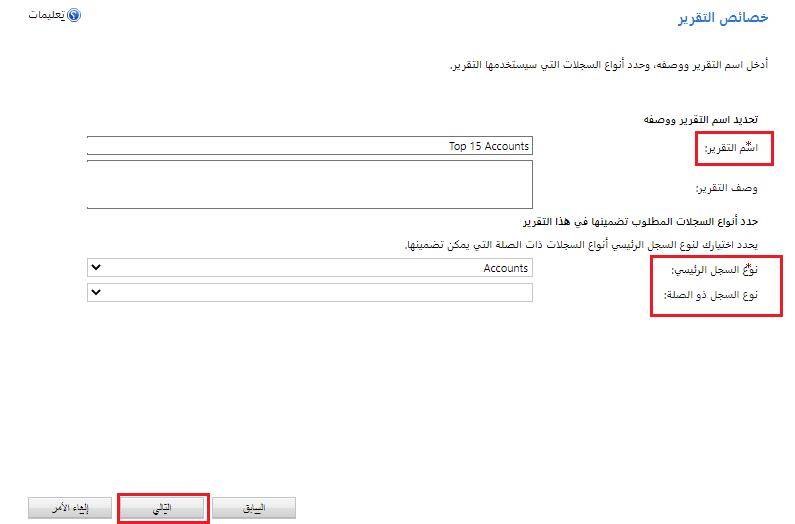 خصائص التقرير
تعليمات
أدخل اسم التقرير ووصفه، وحدد أنواع السجلات التي سيستخدمها التقرير.
تحديد اسم التقرير ووصفه
اسم التقرير:* Top 15 Accounts
وصف التقرير:
حدد أنواع السجلات المطلوب تضمينها في هذا التقرير
يحدد اختيارك لنوع السجل الرئيسي أنواع السجلات ذات الصلة التي يمكن تضمينها.
نوع السجل الرئيسي:* Accounts
نوع السجل ذو الصلة:
السابق التالي إلغاء الأمر